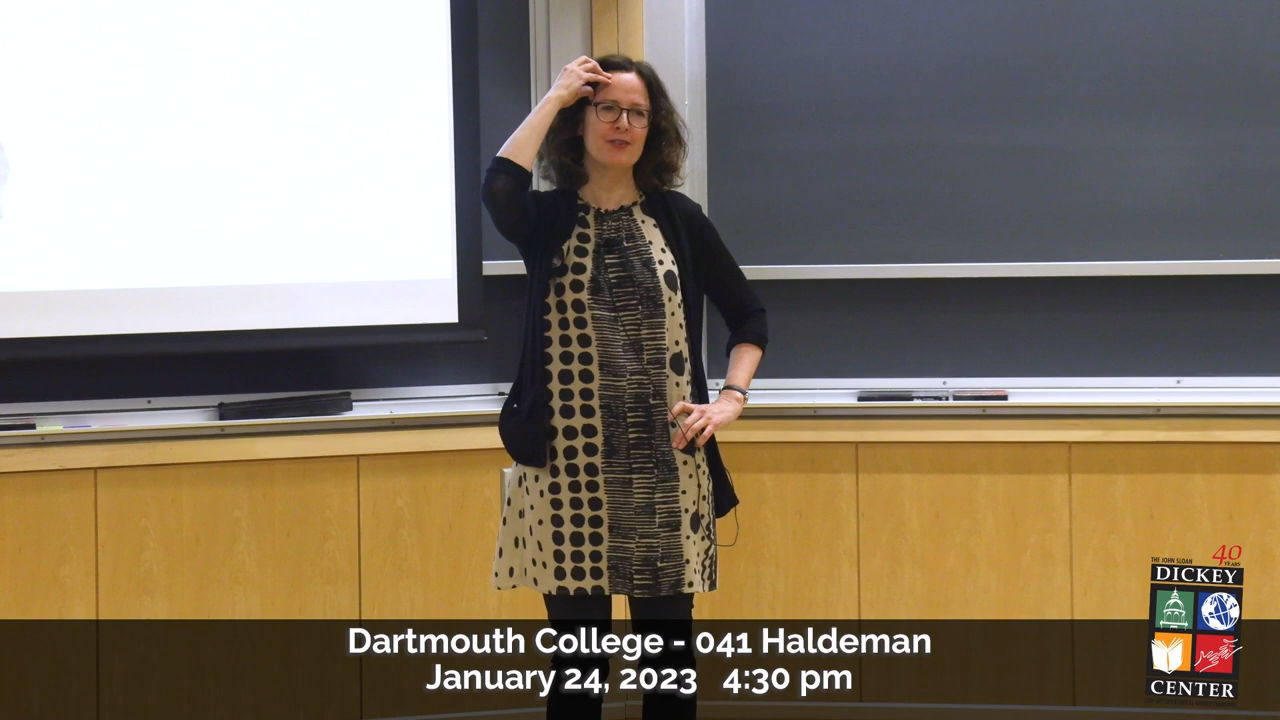 Dartmouth College - 041 Haldeman
January 24, 2023 4:30 pm
THE JOHN SLOAN
40
YEARS
DICKEY
CENTER